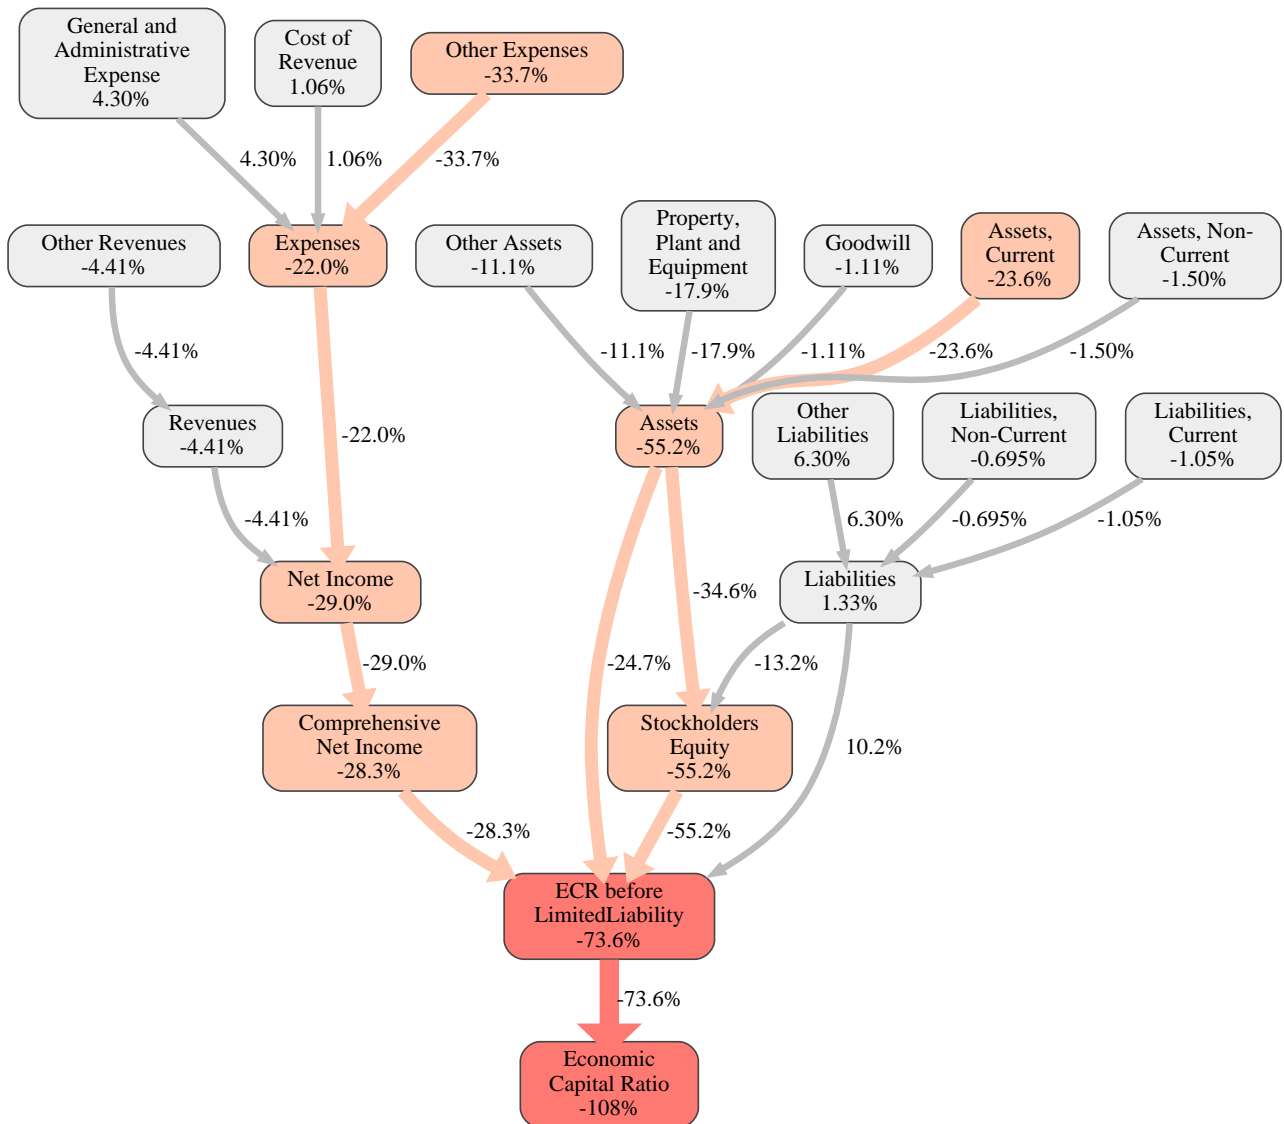 General and
Administrative
Expense
4.30%
Cost of
Revenue
1.06%
Other Expenses
-33.7%
4.30%
1.06%
-33.7%
Other Revenues
-4.41%
Expenses
-22.0%
Other Assets
-11.1%
Property,
Plant and
Equipment
-17.9%
Goodwill
-1.11%
Assets,
Current
-23.6%
Assets, Non-
Current
-1.50%
-4.41%
-11.1%
-17.9%
-1.11%
-23.6%
-1.50%
Revenues
-4.41%
-22.0%
Assets
-55.2%
Other
Liabilities
6.30%
Liabilities,
Non-Current
-0.695%
Liabilities,
Current
-1.05%
-4.41%
6.30%
-0.695%
-1.05%
Net Income
-29.0%
-34.6%
Liabilities
1.33%
-29.0%
-24.7%
-13.2%
Comprehensive
Net Income
-28.3%
Stockholders
Equity
-55.2%
10.2%
-28.3%
-55.2%
ECR before
LimitedLiability
-73.6%
-73.6%
Economic
Capital Ratio
-108%